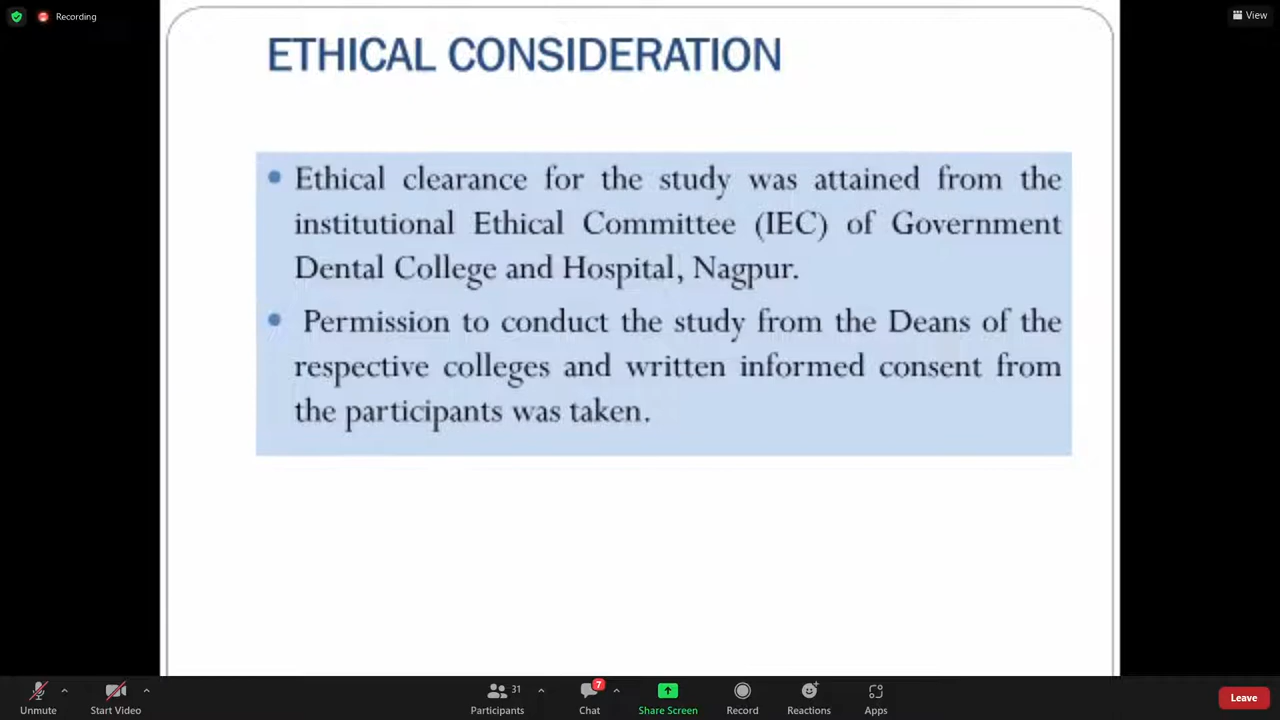 Recording
View
ETHICAL CONSIDERATION
• Ethical clearance for the study was attained from the
institutional Ethical Committee (IEC) of Government
Dental College and Hospital, Nagpur.
• Permission to conduct the study from the Deans of the
respective colleges and written informed consent from
the participants was taken.
31
7
Unmute
Start Video
Participants
Chat
Share Screen
Record
Reactions
Apps
Leave